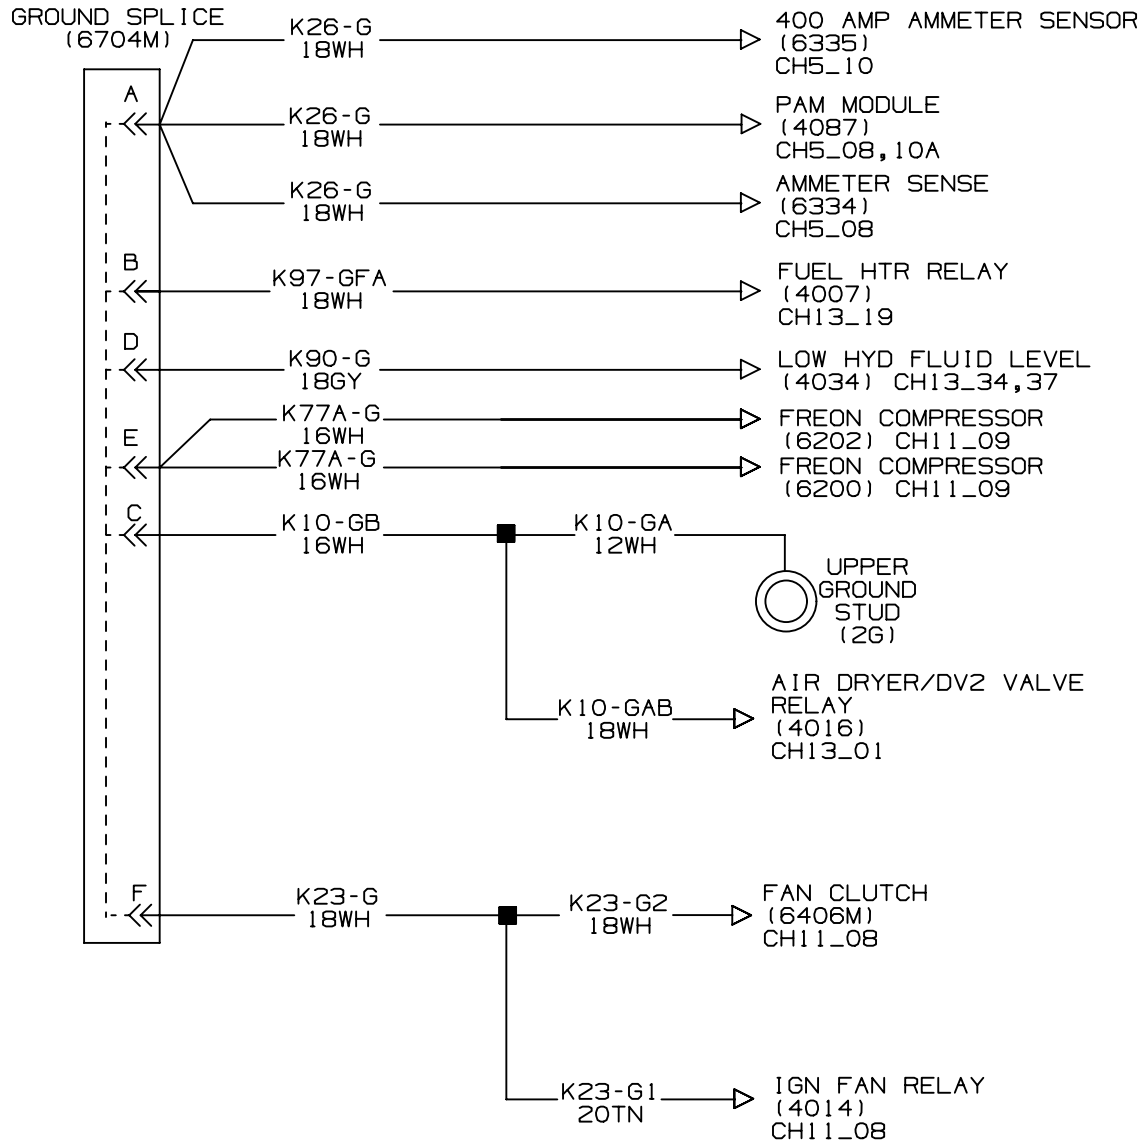 GROUND SPLICE
(6704M)
A
K26-G
18WH
400 AMP AMMETER SENSOR
(6335)
CH5_10
K26-G
18WH
PAM MODULE
(4087)
CH5_08,10A
K26-G
18WH
AMMETER SENSE
(6334)
CH5_08
B
K97-GFA
18WH
FUEL HTR RELAY
(4007)
CH13_19
D
K90-G
18GY
LOW HYD FLUID LEVEL
(4034) CH13_34,37
E
K77A-G
16WH
FREON COMPRESSOR
(6202) CH11_09
K77A-G
16WH
FREON COMPRESSOR
(6200) CH11_09
C
K10-GB
16WH
K10-GA
12WH
UPPER
GROUND
STUD
(2G)
K10-GAB
18WH
AIR DRYER/DV2 VALVE
RELAY
(4016)
CH13_01
F
K23-G
18WH
K23-G2
18WH
FAN CLUTCH
(6406M)
CH11_08
K23-G1
20TN
IGN FAN RELAY
(4014)
CH11_08